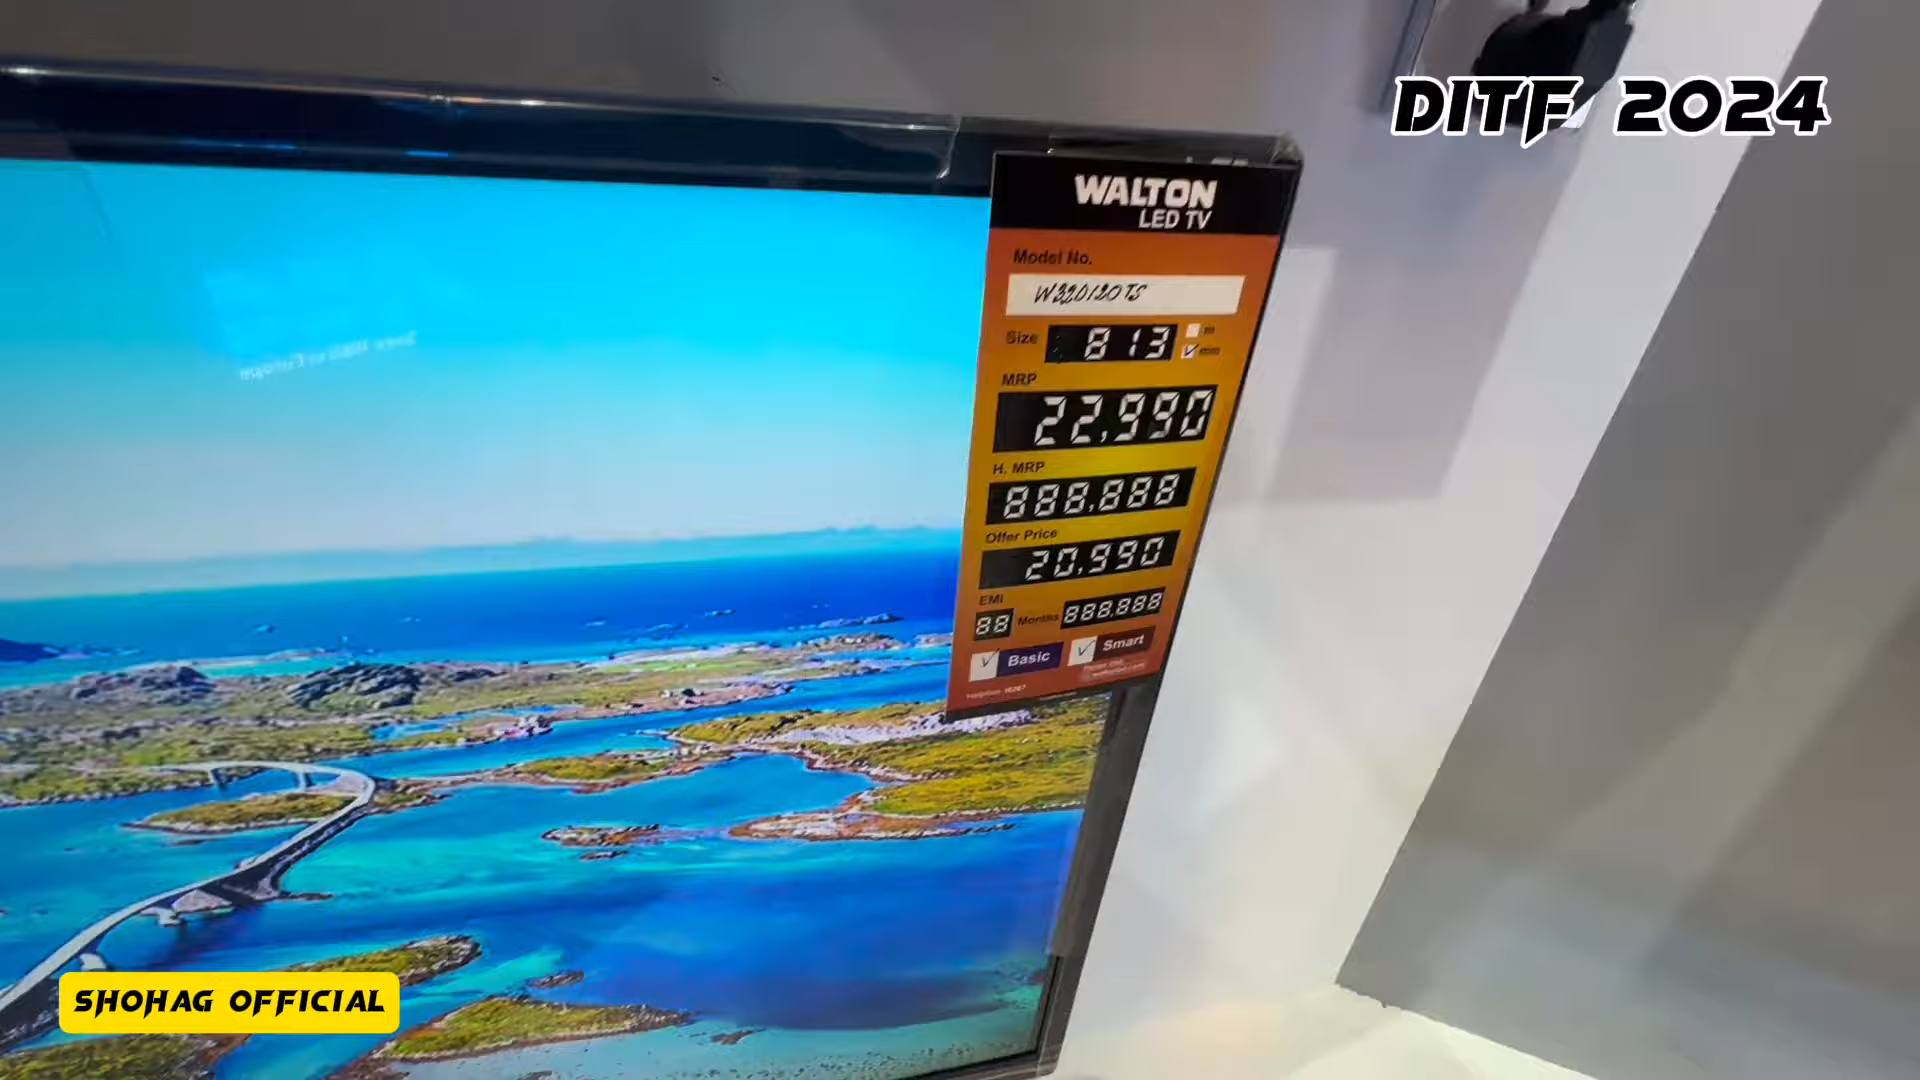 DITF 2024
WALTON
LED TV
Model No.
W32D120TS
Size 813 m
mm
MRP
22,990
H. MRP
888,888
Offer Price
20,990
EMI
88 Months 888,888
Basic Smart
SHOHAG OFFICIAL